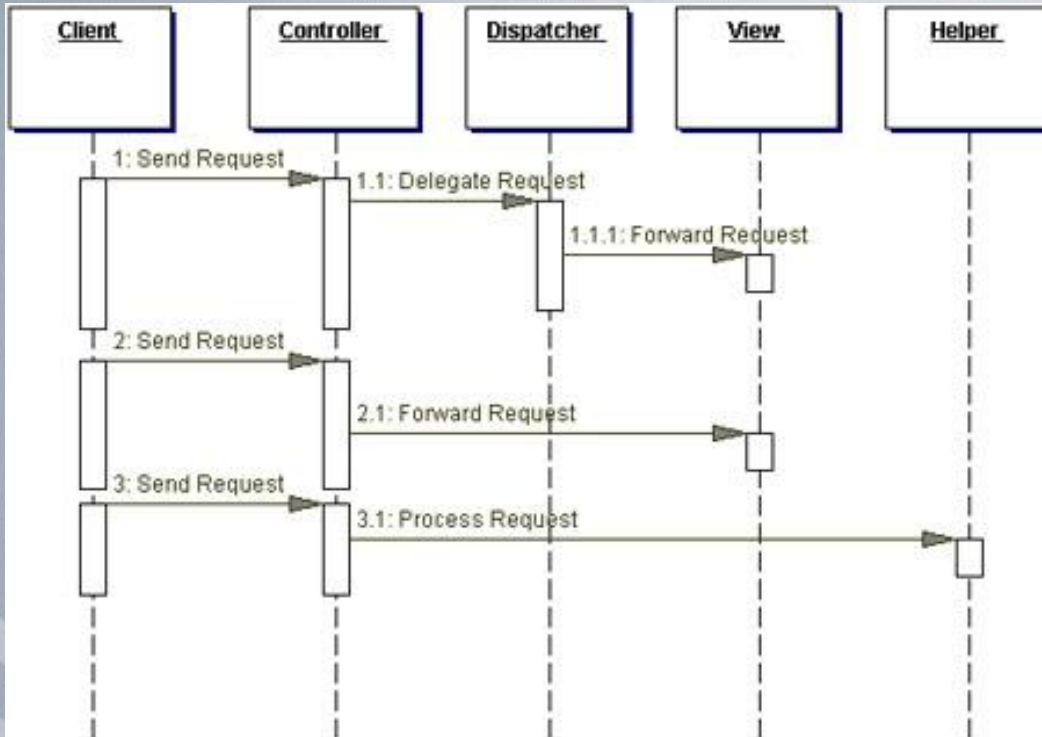 Client
Controller
Dispatcher
View
Helper
1: Send Request
1.1: Delegate Request
1.1.1: Forward Request
2: Send Request
2.1: Forward Request
3: Send Request
3.1: Process Request